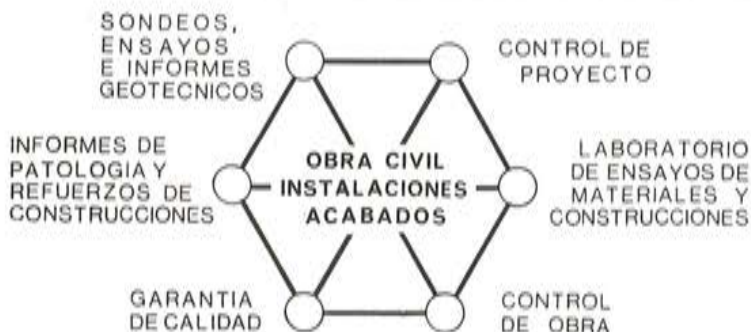 SONDEOS,
ENSAYOS
E INFORMES
GEOTECNICOS
CONTROL DE
PROYECTO
INFORMES DE
PATOLOGIA Y
REFUERZOS DE
CONSTRUCCIONES
OBRA CIVIL
INSTALACIONES
ACABADOS
LABORATORIO
DE ENSAYOS DE
MATERIALES Y
CONSTRUCCIONES
GARANTIA
DE CALIDAD
CONTROL
DE OBRA